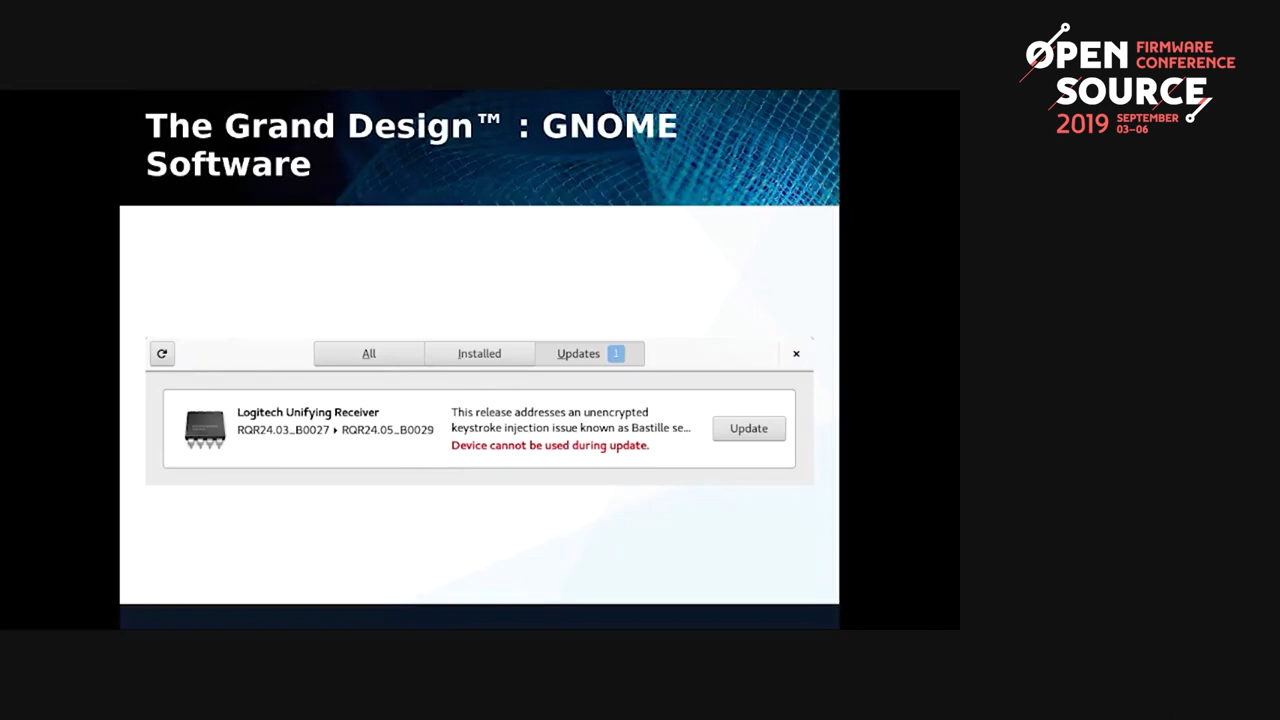 OPEN FIRMWARE CONFERENCE
SOURCE
2019 SEPTEMBER 03–06
The Grand Design™ : GNOME
Software
All
Installed
Updates 1
Logitech Unifying Receiver
RQR24.03_B0027 ▸ RQR24.05_B0029
This release addresses an unencrypted
keystroke injection issue known as Bastille se...
Device cannot be used during update.
Update